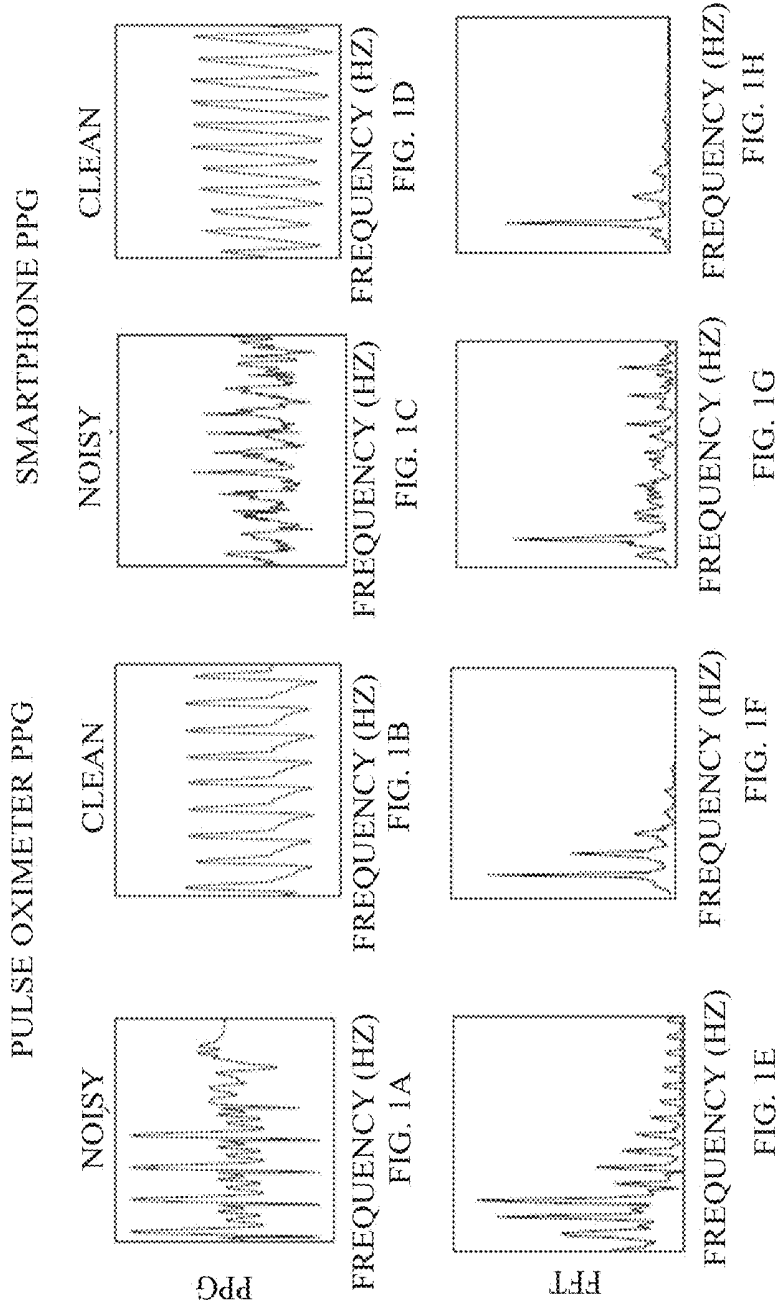 PULSE OXIMETER PPG
SMARTPHONE PPG
NOISY
CLEAN
NOISY
CLEAN
PPG
FREQUENCY (HZ)
FREQUENCY (HZ)
FREQUENCY (HZ)
FREQUENCY (HZ)
FIG. 1A
FIG. 1B
FIG. 1C
FIG. 1D
FFT
FREQUENCY (HZ)
FREQUENCY (HZ)
FREQUENCY (HZ)
FREQUENCY (HZ)
FIG. 1E
FIG. 1F
FIG. 1G
FIG. 1H